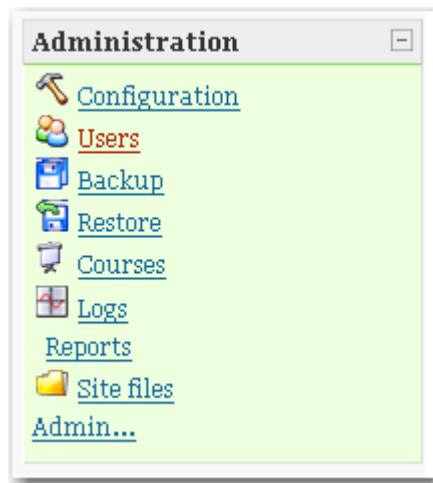 Administration
Configuration
Users
Backup
Restore
Courses
Logs
Reports
Site files
Admin...